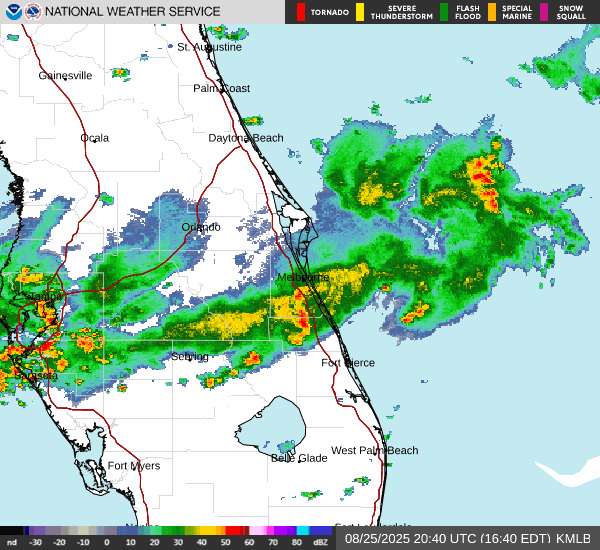 NATIONAL WEATHER SERVICE
TORNADO
SEVERE THUNDERSTORM
FLASH FLOOD
SPECIAL MARINE
SNOW SQUALL
St. Augustine
Gainesville
Palm Coast
Ocala
Daytona Beach
Orlando
Melbourne
Tampa
Sebring
Fort Pierce
Sarasota
West Palm Beach
Belle Glade
Fort Myers
Fort Lauderdale
nd -30 -20 -10 0 10 20 30 40 50 60 70 80 dBZ
08/25/2025 20:40 UTC (16:40 EDT) KMLB